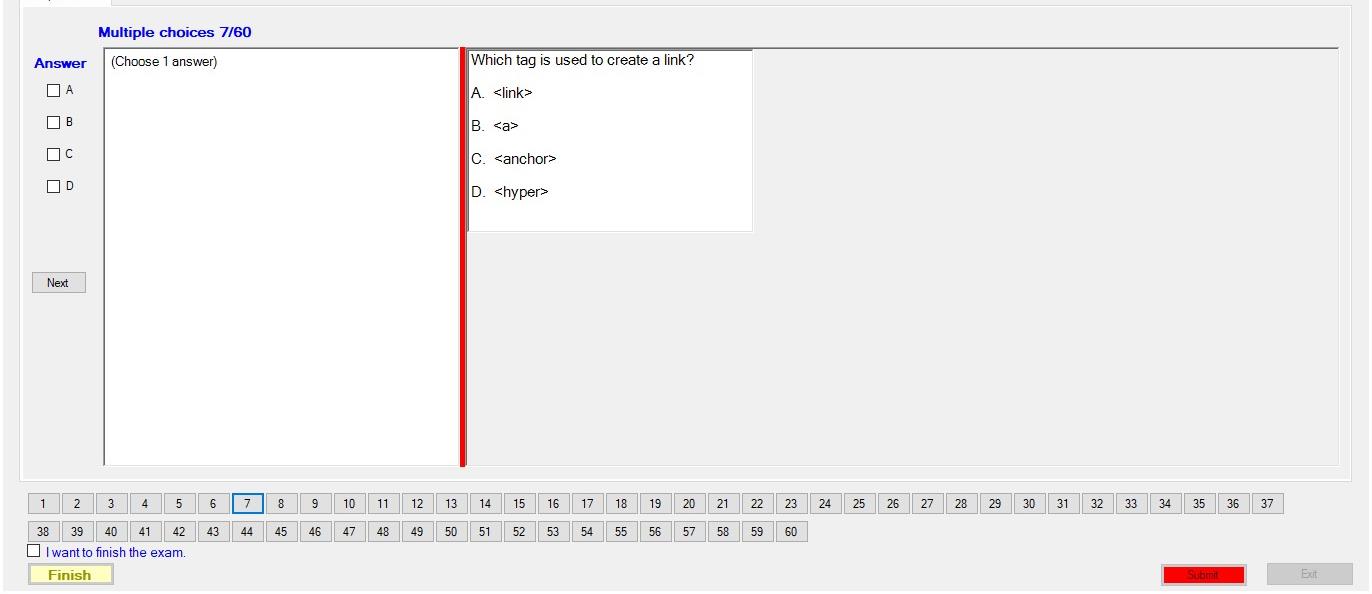 Multiple choices 7/60
Answer
A
B
C
D
Next
(Choose 1 answer)
Which tag is used to create a link?
A. <link>
B. <a>
C. <anchor>
D. <hyper>
1 2 3 4 5 6 7 8 9 10 11 12 13 14 15 16 17 18 19 20 21 22 23 24 25 26 27 28 29 30 31 32 33 34 35 36 37
38 39 40 41 42 43 44 45 46 47 48 49 50 51 52 53 54 55 56 57 58 59 60
I want to finish the exam.
Finish
Submit
Exit